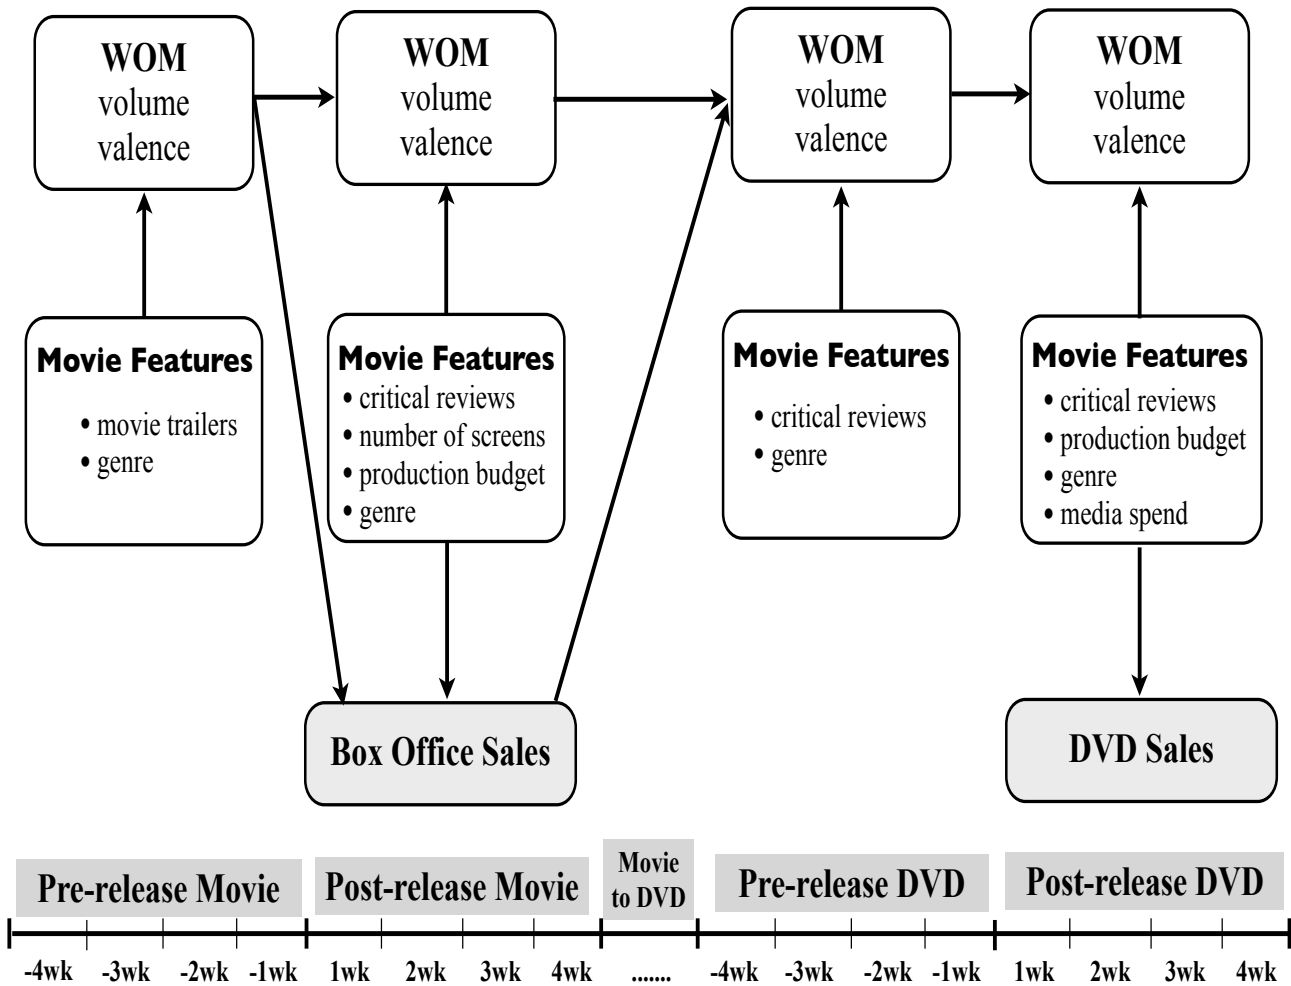 WOM
volume
valence
WOM
volume
valence
WOM
volume
valence
WOM
volume
valence
Movie Features
• movie trailers
• genre
Movie Features
• critical reviews
• number of screens
• production budget
• genre
Movie Features
• critical reviews
• genre
Movie Features
• critical reviews
• production budget
• genre
• media spend
Box Office Sales
DVD Sales
Pre-release Movie
Post-release Movie
Movie
to DVD
Pre-release DVD
Post-release DVD
-4wk -3wk -2wk -1wk 1wk 2wk 3wk 4wk ....... -4wk -3wk -2wk -1wk 1wk 2wk 3wk 4wk